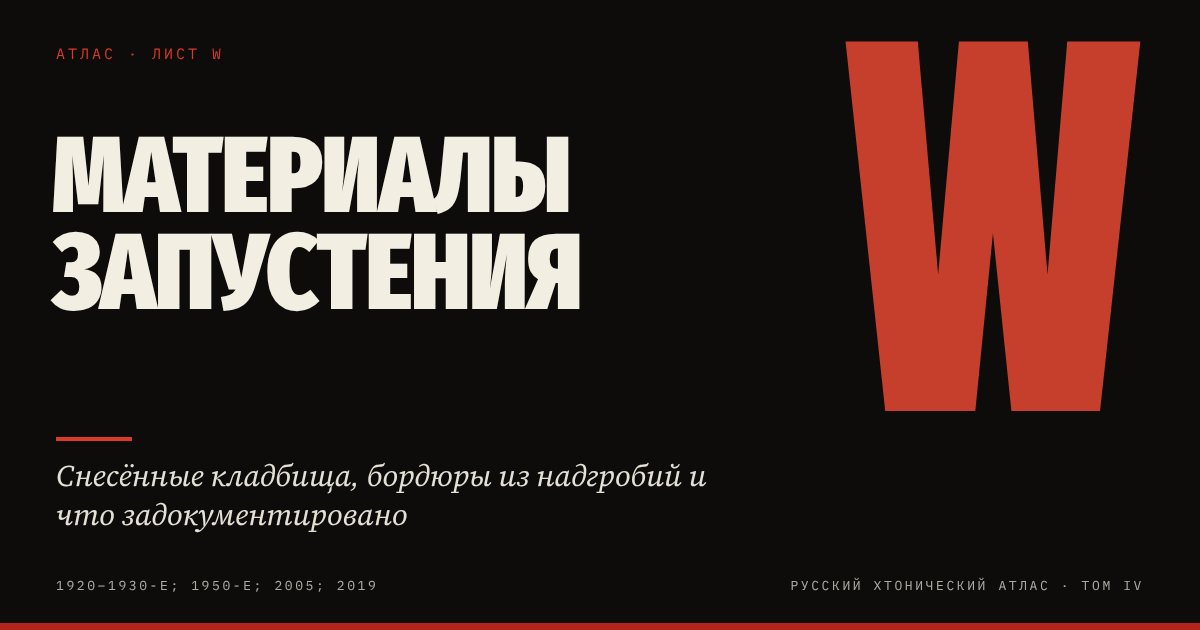 АТЛАС · ЛИСТ W
W
МАТЕРИАЛЫ
ЗАПУСТЕНИЯ
Снесённые кладбища, бордюры из надгробий и
что задокументировано
1920–1930-Е; 1950-Е; 2005; 2019
РУССКИЙ ХТОНИЧЕСКИЙ АТЛАС · ТОМ IV